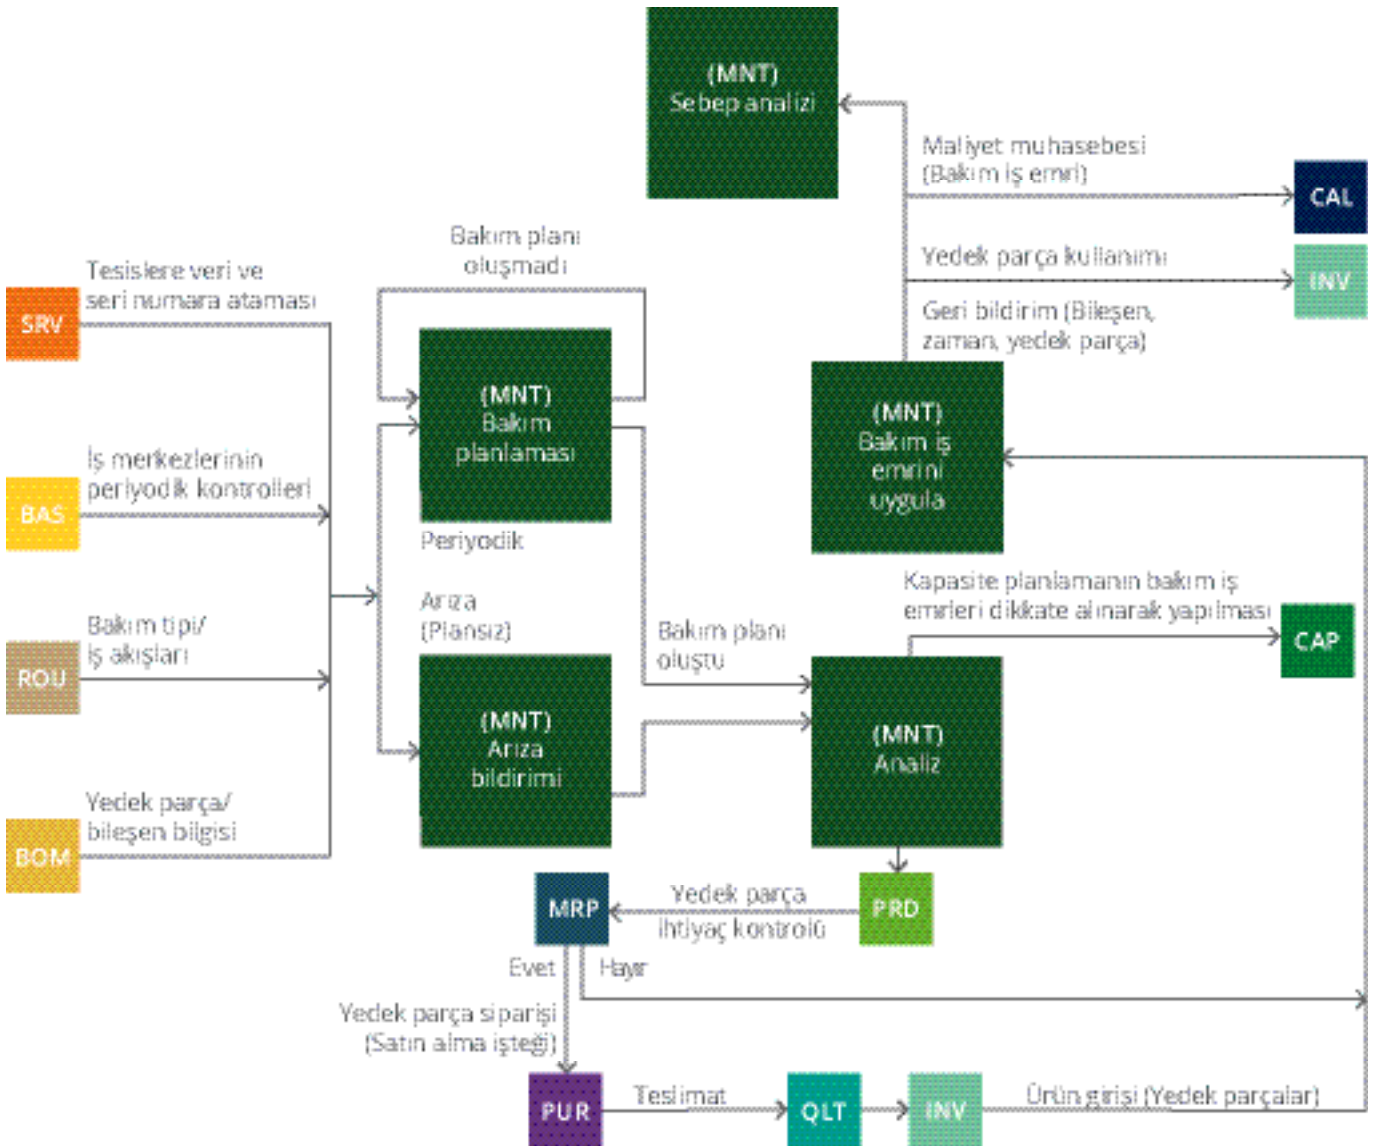 (MNT)
Sebep analizi
Maliyet muhasebesi
(Bakım iş emri)
CAL
Yedek parça kullanımı
INV
Geri bildirim (Bileşen,
zaman, yedek parça)
Bakım planı
oluşmadı
Tesislere veri ve
seri numara ataması
SRV
(MNT)
Bakım
planlaması
(MNT)
Bakım iş
emrini
uygula
İş merkezlerinin
periyodik kontrolleri
BAS
Periyodik
Arıza
(Plansız)
Kapasite planlamanın bakım iş
emirleri dikkate alınarak yapılması
CAP
Bakım tipi/
iş akışları
ROU
Bakım planı
oluştu
(MNT)
Arıza
bildirimi
(MNT)
Analiz
Yedek parça/
bileşen bilgisi
BOM
MRP
Yedek parça
ihtiyaç kontrolü
PRD
Evet
Hayır
Yedek parça siparişi
(Satın alma isteği)
PUR
Teslimat
QLT
INV
Ürün girişi (Yedek parçalar)